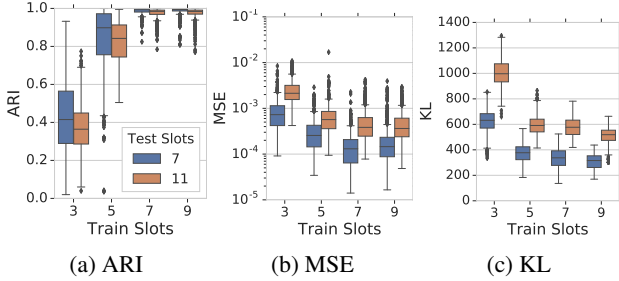 1.0
0.8
0.6
0.4
0.2
0.0
ARI
Test Slots
7
11
3 5 7 9
Train Slots
(a) ARI
10⁻¹
10⁻²
10⁻³
10⁻⁴
10⁻⁵
MSE
3 5 7 9
Train Slots
(b) MSE
1400
1200
1000
800
600
400
200
0
KL
3 5 7 9
Train Slots
(c) KL